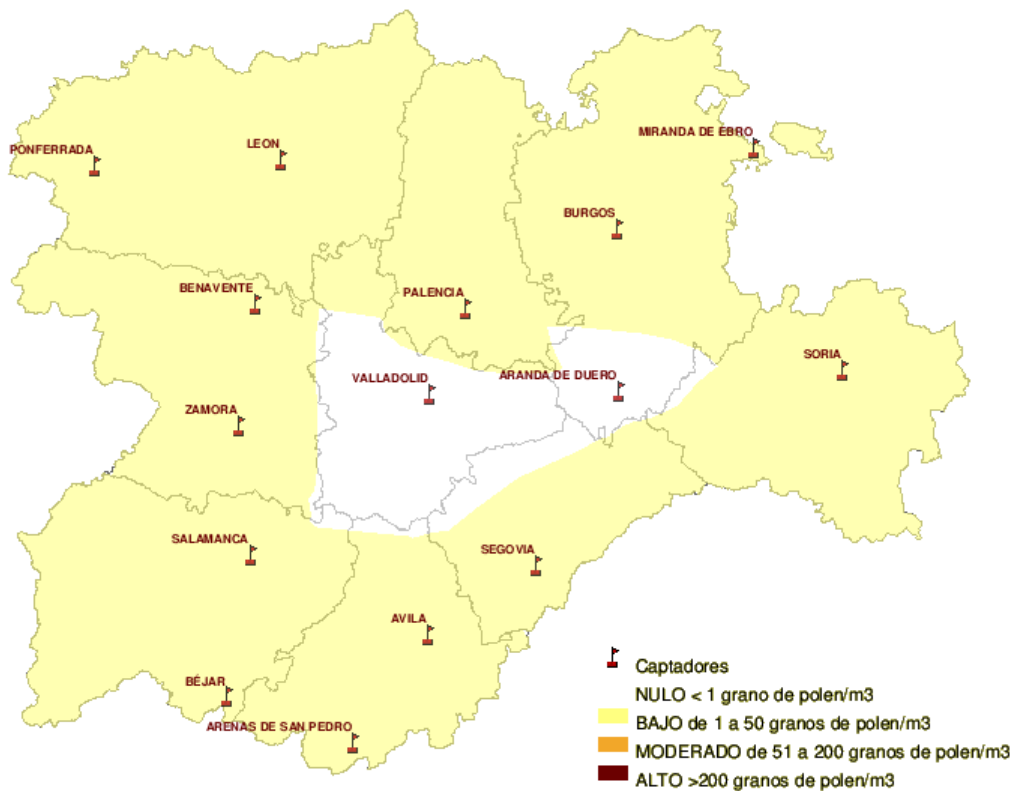 MIRANDA DE EBRO
LEON
PONFERRADA
BURGOS
BENAVENTE
PALENCIA
SORIA
VALLADOLID
ARANDA DE DUERO
ZAMORA
SALAMANCA
SEGOVIA
AVILA
BÉJAR
ARENAS DE SAN PEDRO
Captadores
NULO < 1 grano de polen/m3
BAJO de 1 a 50 granos de polen/m3
MODERADO de 51 a 200 granos de polen/m3
ALTO >200 granos de polen/m3